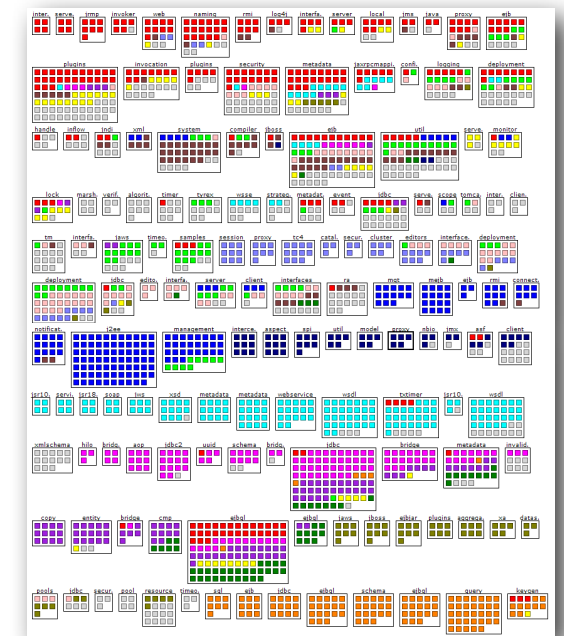 inter. serve. jmp invoker web naming rmi log4j interfa. server local jms java proxy ejb
plugins invocation plugins security metadata jaxrpcmappi. confi. logging deployment
handle inflow jndi xml system compiler jboss ejb util serve. monitor
lock marsh. verif. algorit. timer tyrex wsse strateg. metadat. event jdbc serve. scope tomca. inter. clien.
tm interfa. jaws timeo. samples session proxy tc4 catal. secur. cluster editors interface. deployment
deployment jdbc edito. interfa. server client interfaces ra mqt mejb ejb rmi connect.
notificat. t2ee management interce. aspect spi util model proxy nbio jmx asf client
jsr10. servi. jsr18. soap jws xsd metadata metadata webservice wsdl txtimer jsr10. wsdl
xmlschema hilo bridg. aop jdbc2 uuid schema bridg. jdbc bridge metadata invalid.
copy entity bridge cmp ejbql ejbql jaws jboss ejbjar plugins aggrega. xa datas.
pools jdbc secur. pool resource timeo. sql ejb jdbc ejbql schema ejbql query keygen